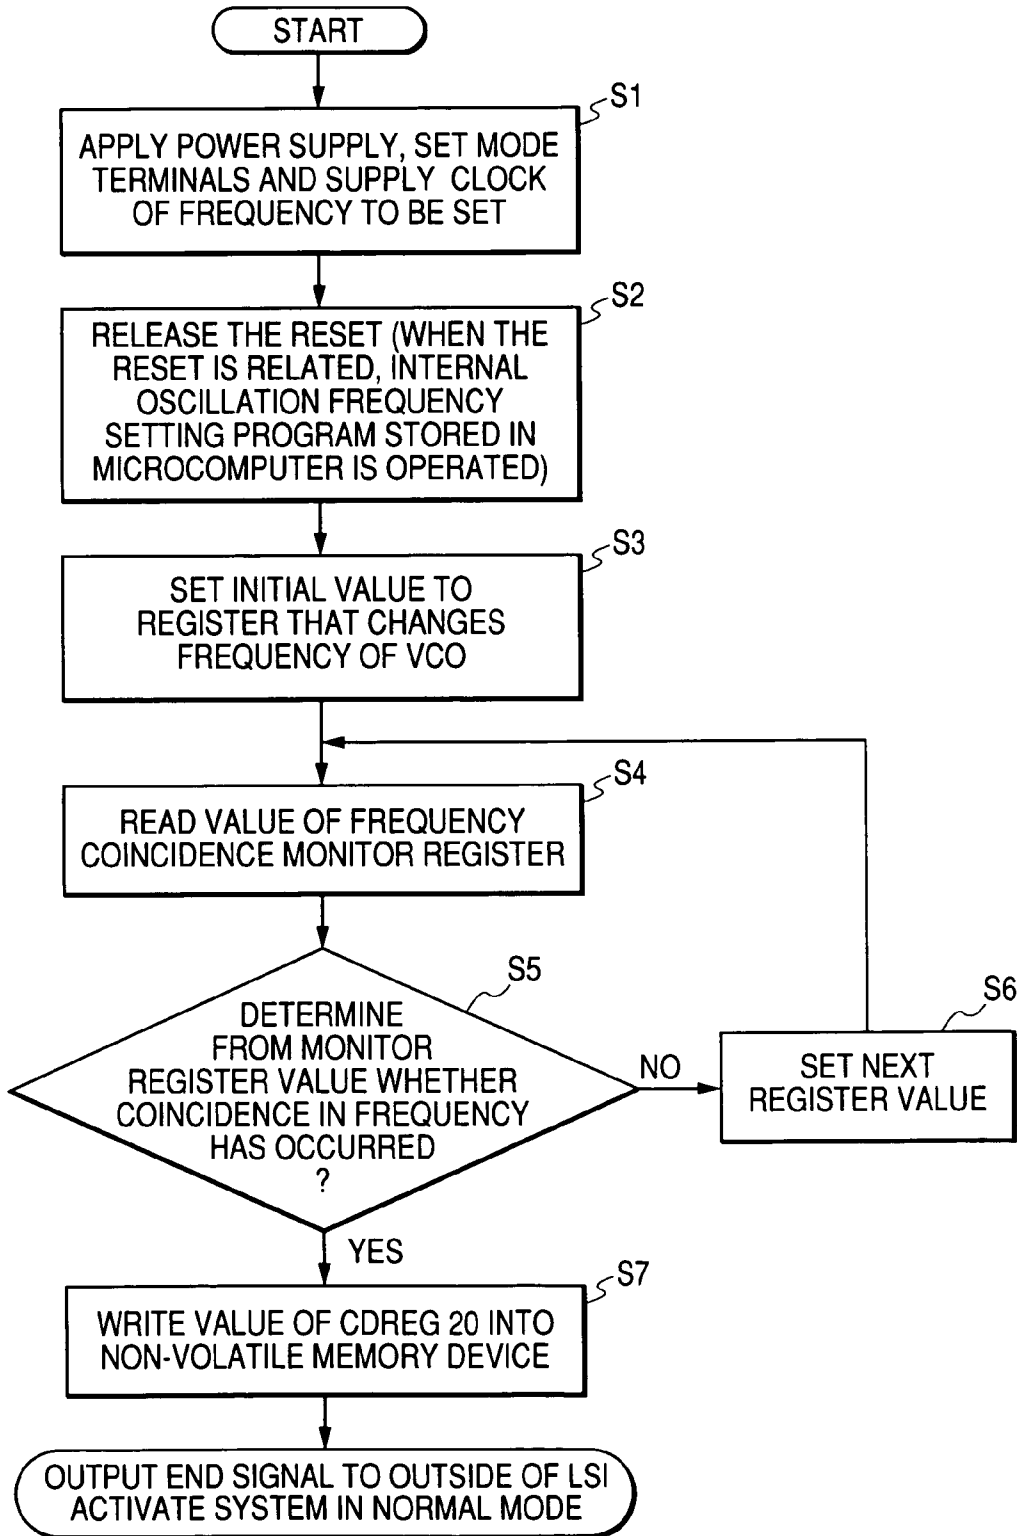 START
S1
APPLY POWER SUPPLY, SET MODE
TERMINALS AND SUPPLY CLOCK
OF FREQUENCY TO BE SET
S2
RELEASE THE RESET (WHEN THE
RESET IS RELATED, INTERNAL
OSCILLATION FREQUENCY
SETTING PROGRAM STORED IN
MICROCOMPUTER IS OPERATED)
S3
SET INITIAL VALUE TO
REGISTER THAT CHANGES
FREQUENCY OF VCO
S4
READ VALUE OF FREQUENCY
COINCIDENCE MONITOR REGISTER
S5
DETERMINE
FROM MONITOR
REGISTER VALUE WHETHER
COINCIDENCE IN FREQUENCY
HAS OCCURRED
?
NO
S6
SET NEXT
REGISTER VALUE
YES
S7
WRITE VALUE OF CDREG 20 INTO
NON-VOLATILE MEMORY DEVICE
OUTPUT END SIGNAL TO OUTSIDE OF LSI
ACTIVATE SYSTEM IN NORMAL MODE